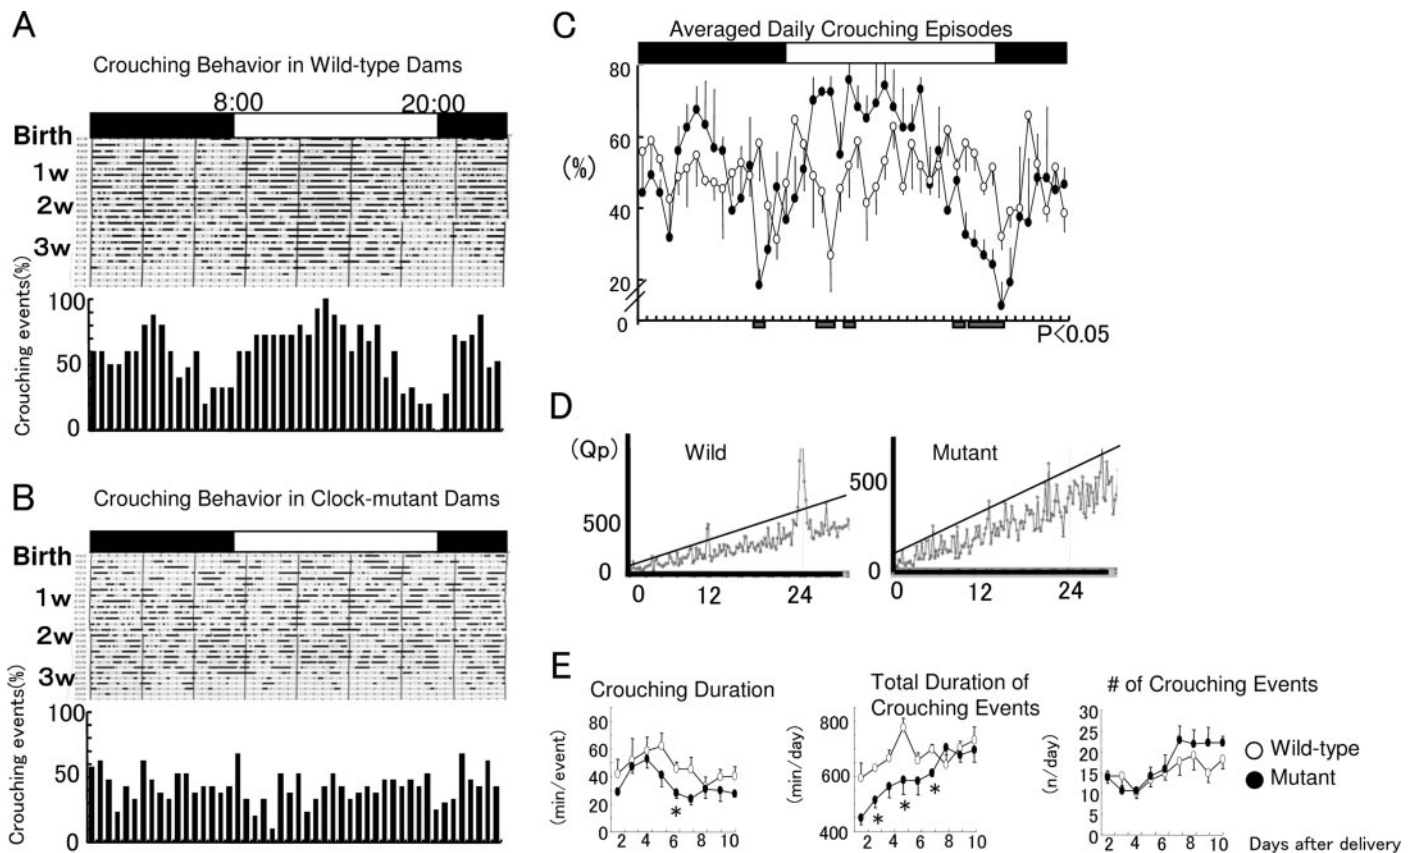 A
Crouching Behavior in Wild-type Dams
8:00 20:00
Birth
1w
2w
3w
Crouching events(%)
100
50
0
B
Crouching Behavior in Clock-mutant Dams
Birth
1w
2w
3w
Crouching events(%)
100
50
0
C
Averaged Daily Crouching Episodes
(%)
80
60
40
20
0
P<0.05
D
(Qp) Wild
500
0
0 12 24
Mutant
500
0
0 12 24
E
Crouching Duration
(min/event)
80
60
40
20
0
*
2 4 6 8 10
Total Duration of
Crouching Events
(min/day)
800
600
400
* * *
2 4 6 8 10
# of Crouching Events
(n/day)
30
25
20
15
10
5
0
2 4 6 8 10
Wild-type
Mutant
Days after delivery